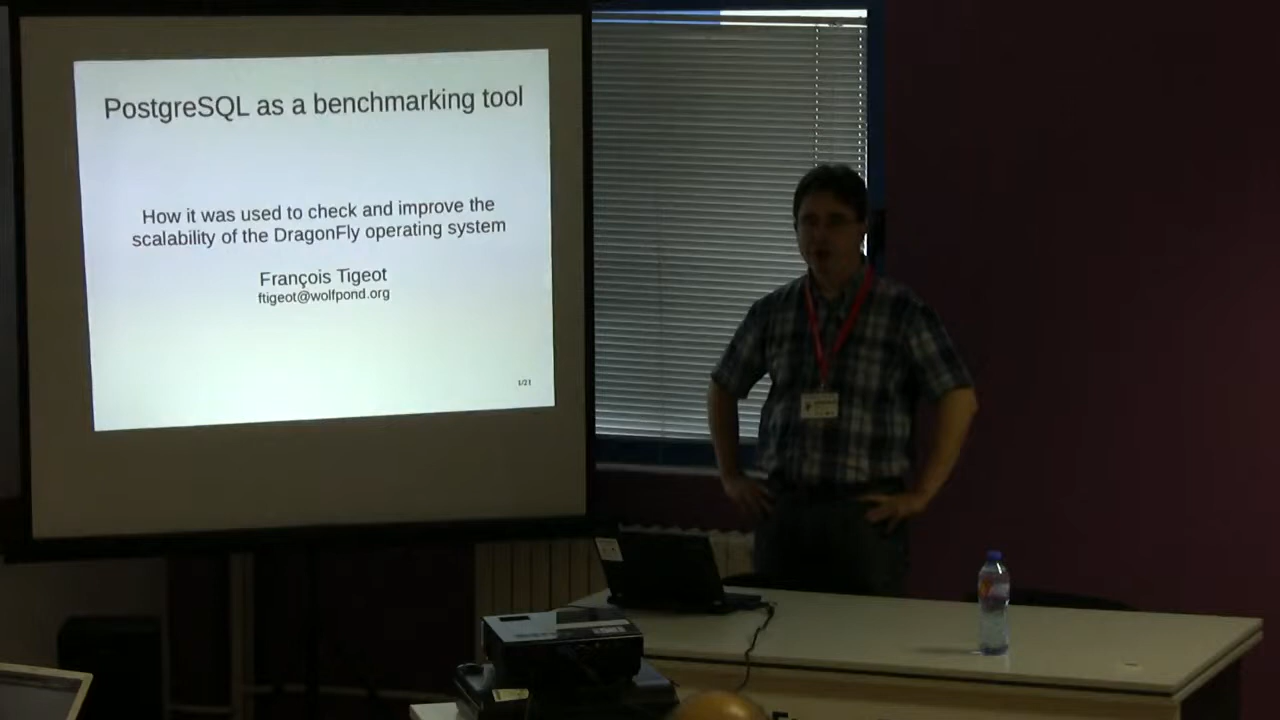 PostgreSQL as a benchmarking tool
How it was used to check and improve the
scalability of the DragonFly operating system
François Tigeot
ftigeot@wolfpond.org
1/21